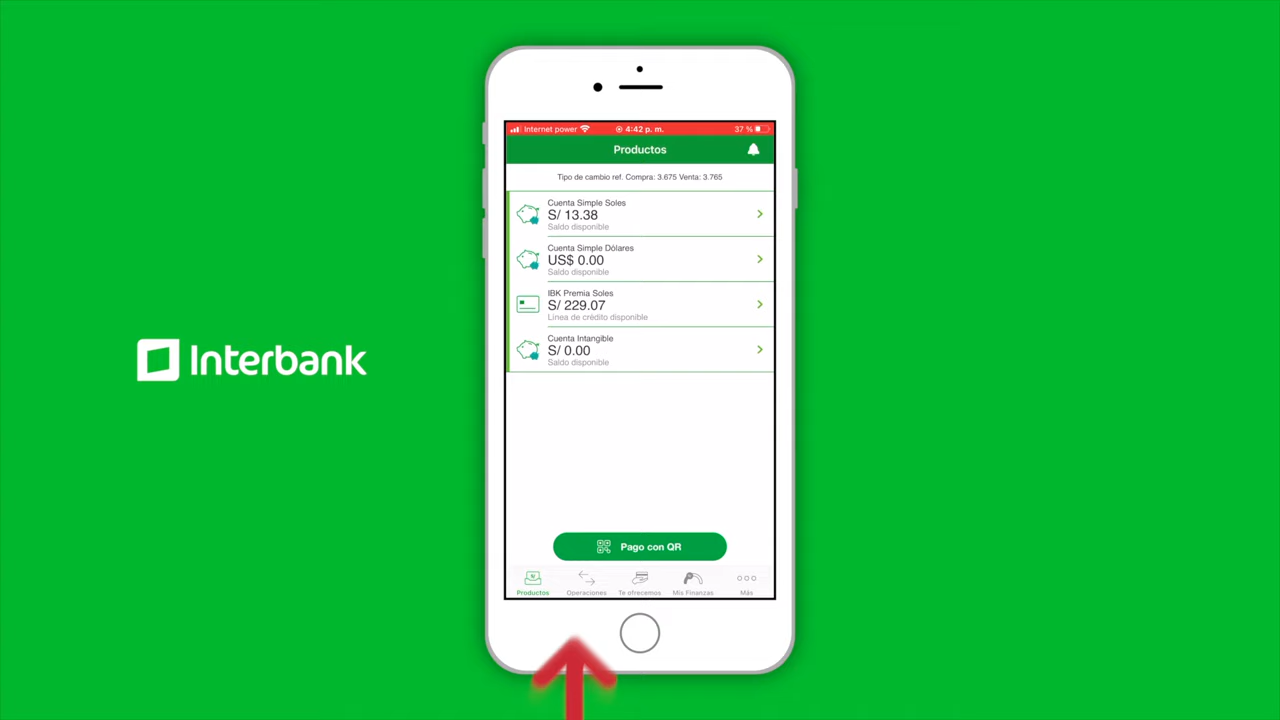 Internet power
4:42 p. m.
37 %
Productos
Tipo de cambio ref. Compra: 3.675 Venta: 3.765
Cuenta Simple Soles
S/ 13.38
Saldo disponible
Cuenta Simple Dólares
US$ 0.00
Saldo disponible
IBK Premia Soles
S/ 229.07
Línea de crédito disponible
Cuenta Intangible
S/ 0.00
Saldo disponible
Interbank
Pago con QR
Productos
Operaciones
Te ofrecemos
Mis Finanzas
Más